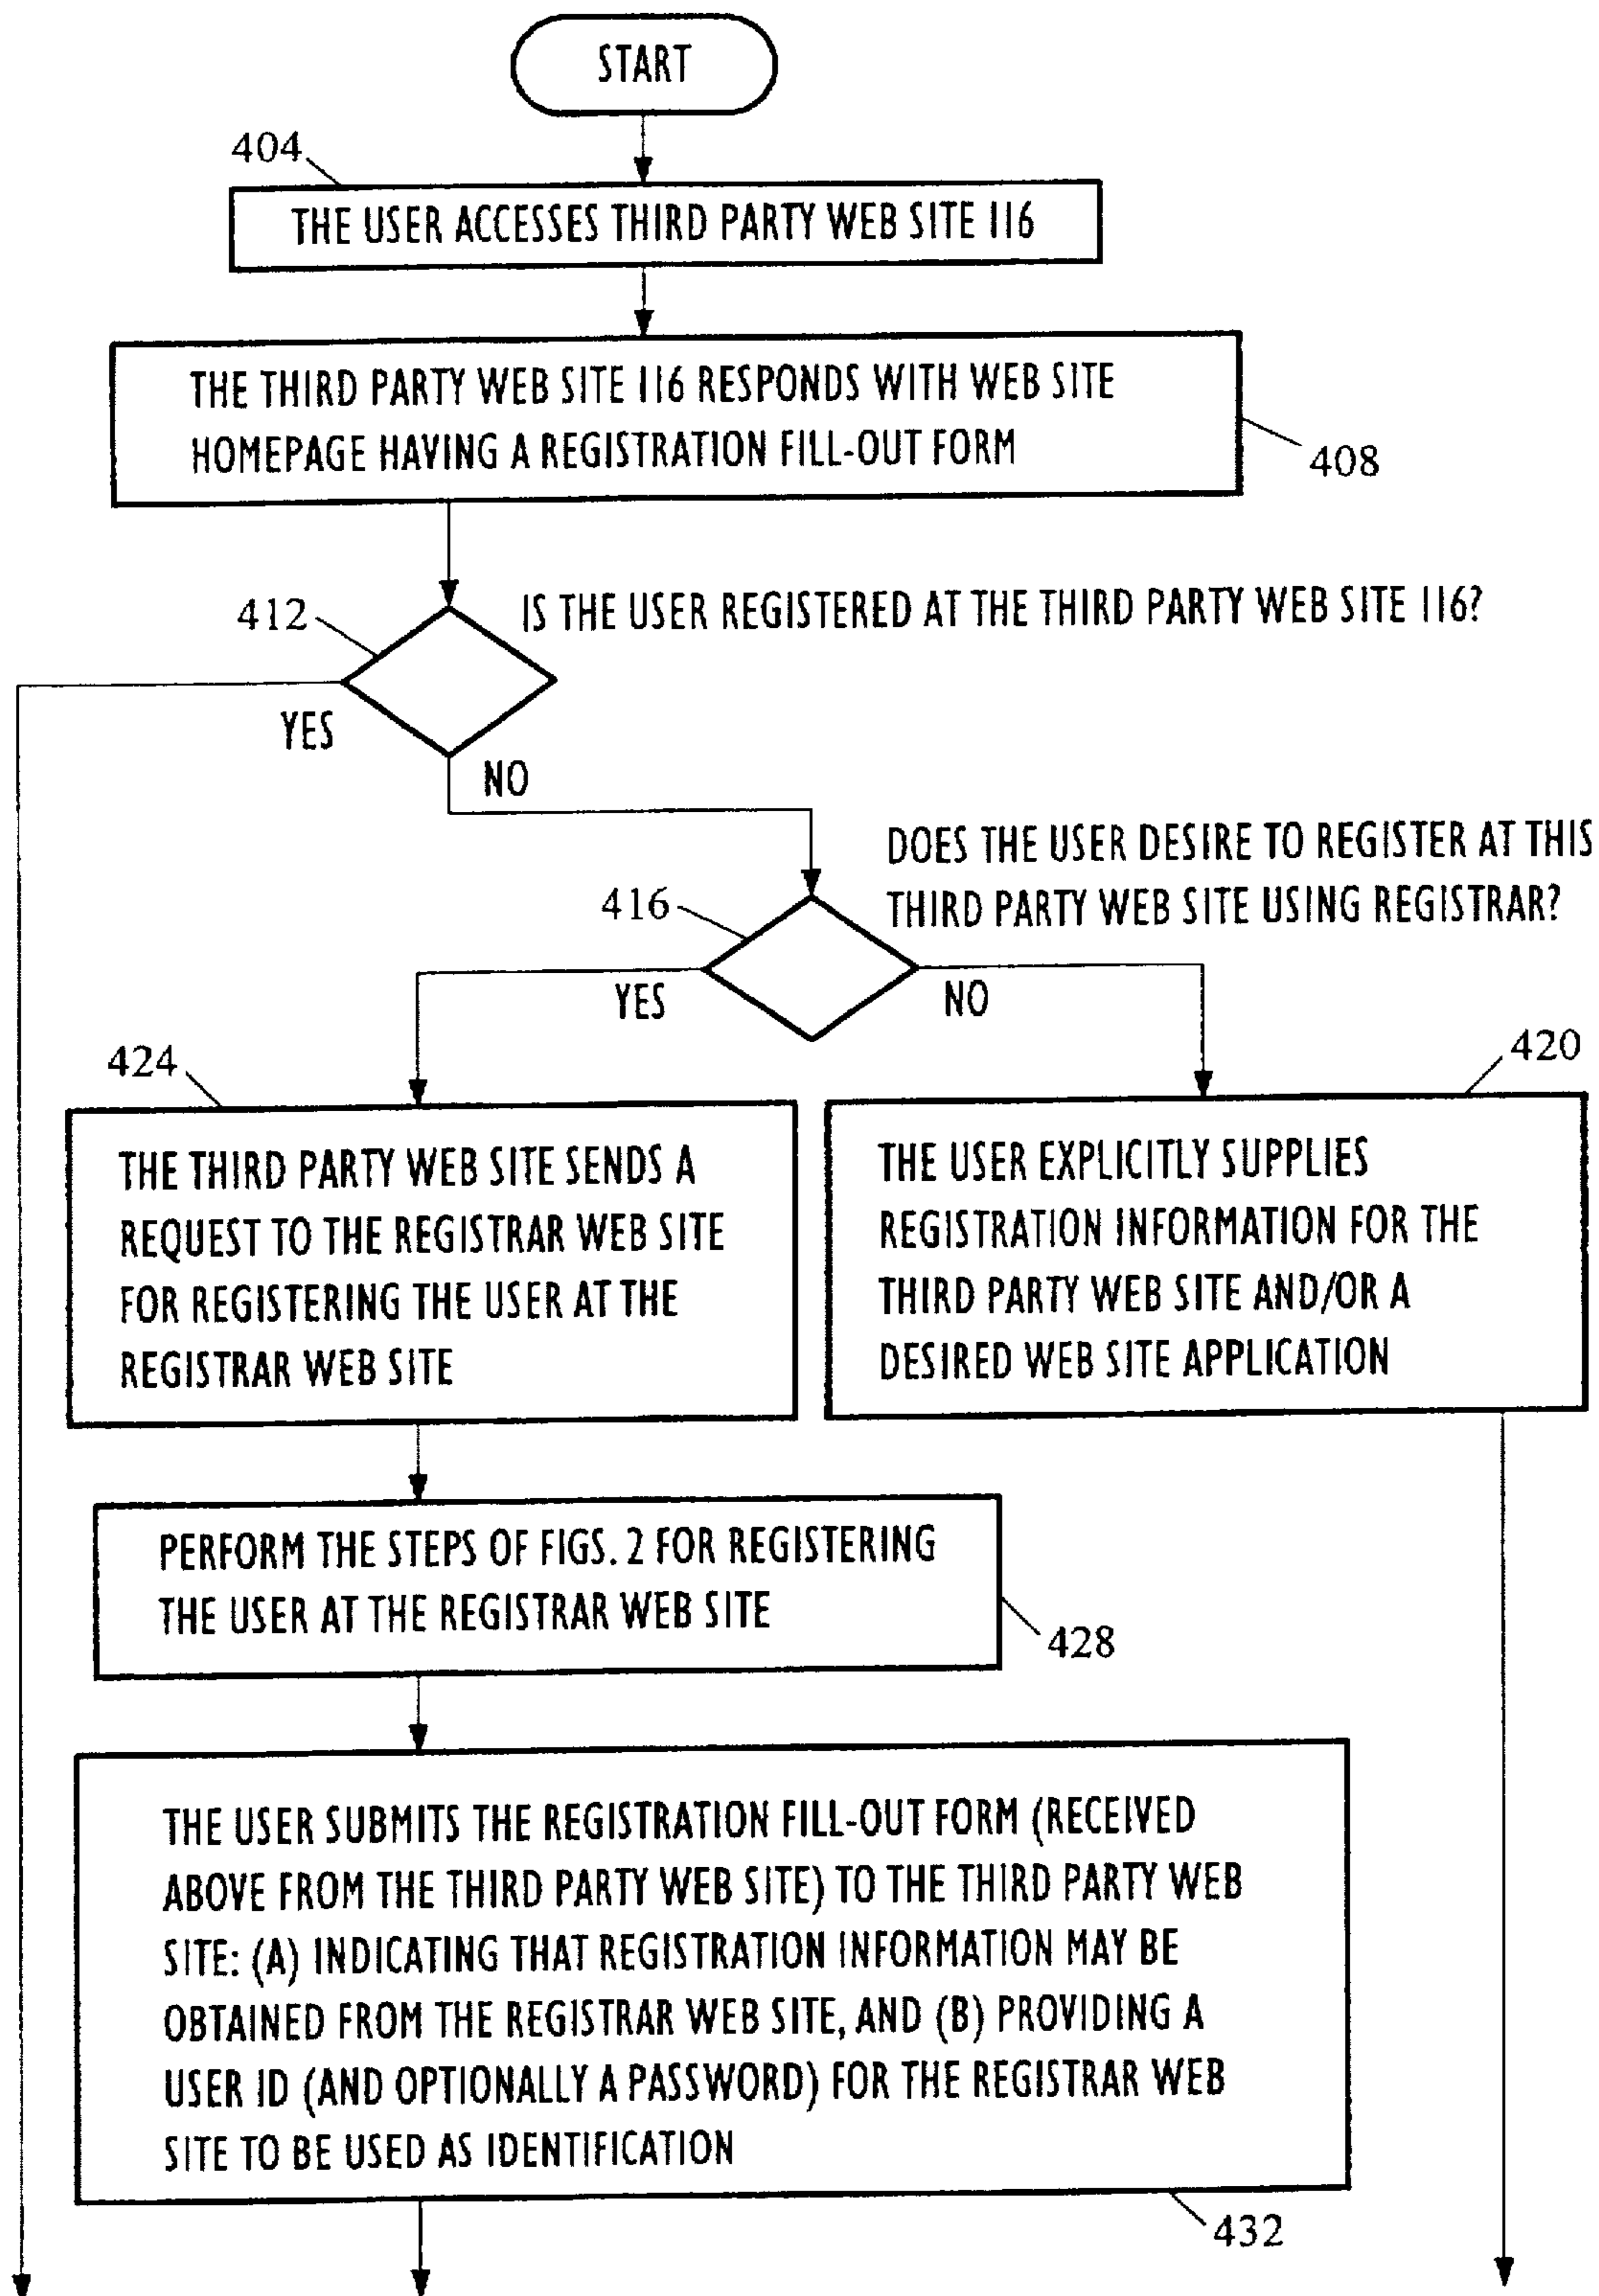 START
404
THE USER ACCESSES THIRD PARTY WEB SITE 116
THE THIRD PARTY WEB SITE 116 RESPONDS WITH WEB SITE
HOMEPAGE HAVING A REGISTRATION FILL-OUT FORM
408
412
IS THE USER REGISTERED AT THE THIRD PARTY WEB SITE 116?
YES
NO
DOES THE USER DESIRE TO REGISTER AT THIS
THIRD PARTY WEB SITE USING REGISTRAR?
416
YES
NO
424
420
THE THIRD PARTY WEB SITE SENDS A
REQUEST TO THE REGISTRAR WEB SITE
FOR REGISTERING THE USER AT THE
REGISTRAR WEB SITE
THE USER EXPLICITLY SUPPLIES
REGISTRATION INFORMATION FOR THE
THIRD PARTY WEB SITE AND/OR A
DESIRED WEB SITE APPLICATION
PERFORM THE STEPS OF FIGS. 2 FOR REGISTERING
THE USER AT THE REGISTRAR WEB SITE
428
THE USER SUBMITS THE REGISTRATION FILL-OUT FORM (RECEIVED
ABOVE FROM THE THIRD PARTY WEB SITE) TO THE THIRD PARTY WEB
SITE: (A) INDICATING THAT REGISTRATION INFORMATION MAY BE
OBTAINED FROM THE REGISTRAR WEB SITE, AND (B) PROVIDING A
USER ID (AND OPTIONALLY A PASSWORD) FOR THE REGISTRAR WEB
SITE TO BE USED AS IDENTIFICATION
432